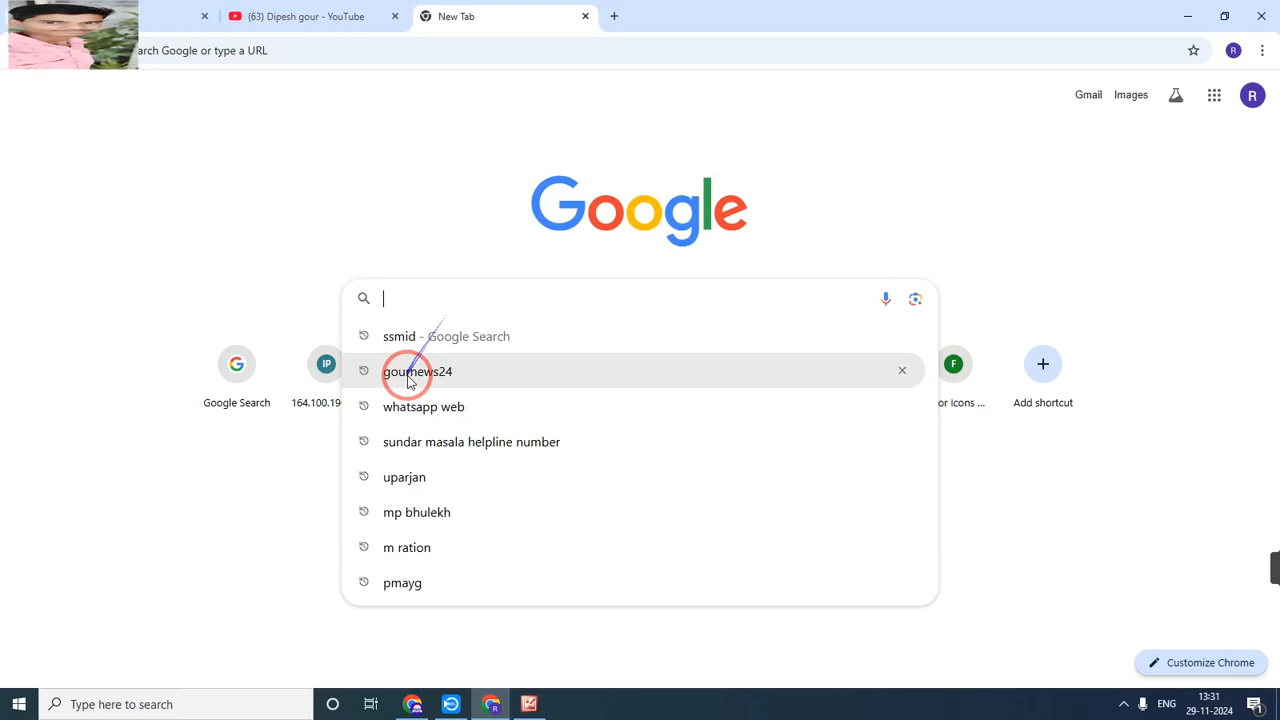 (63) Dipesh gour - YouTube
New Tab
arch Google or type a URL
R
Gmail Images
R
Google
ssmid - Google Search
gournews24
whatsapp web
sundar masala helpline number
uparjan
mp bhulekh
m ration
pmayg
G
IP
F
Google Search
164.100.19
or Icons ...
Add shortcut
Customize Chrome
Type here to search
R
ENG
13:31
29-11-2024